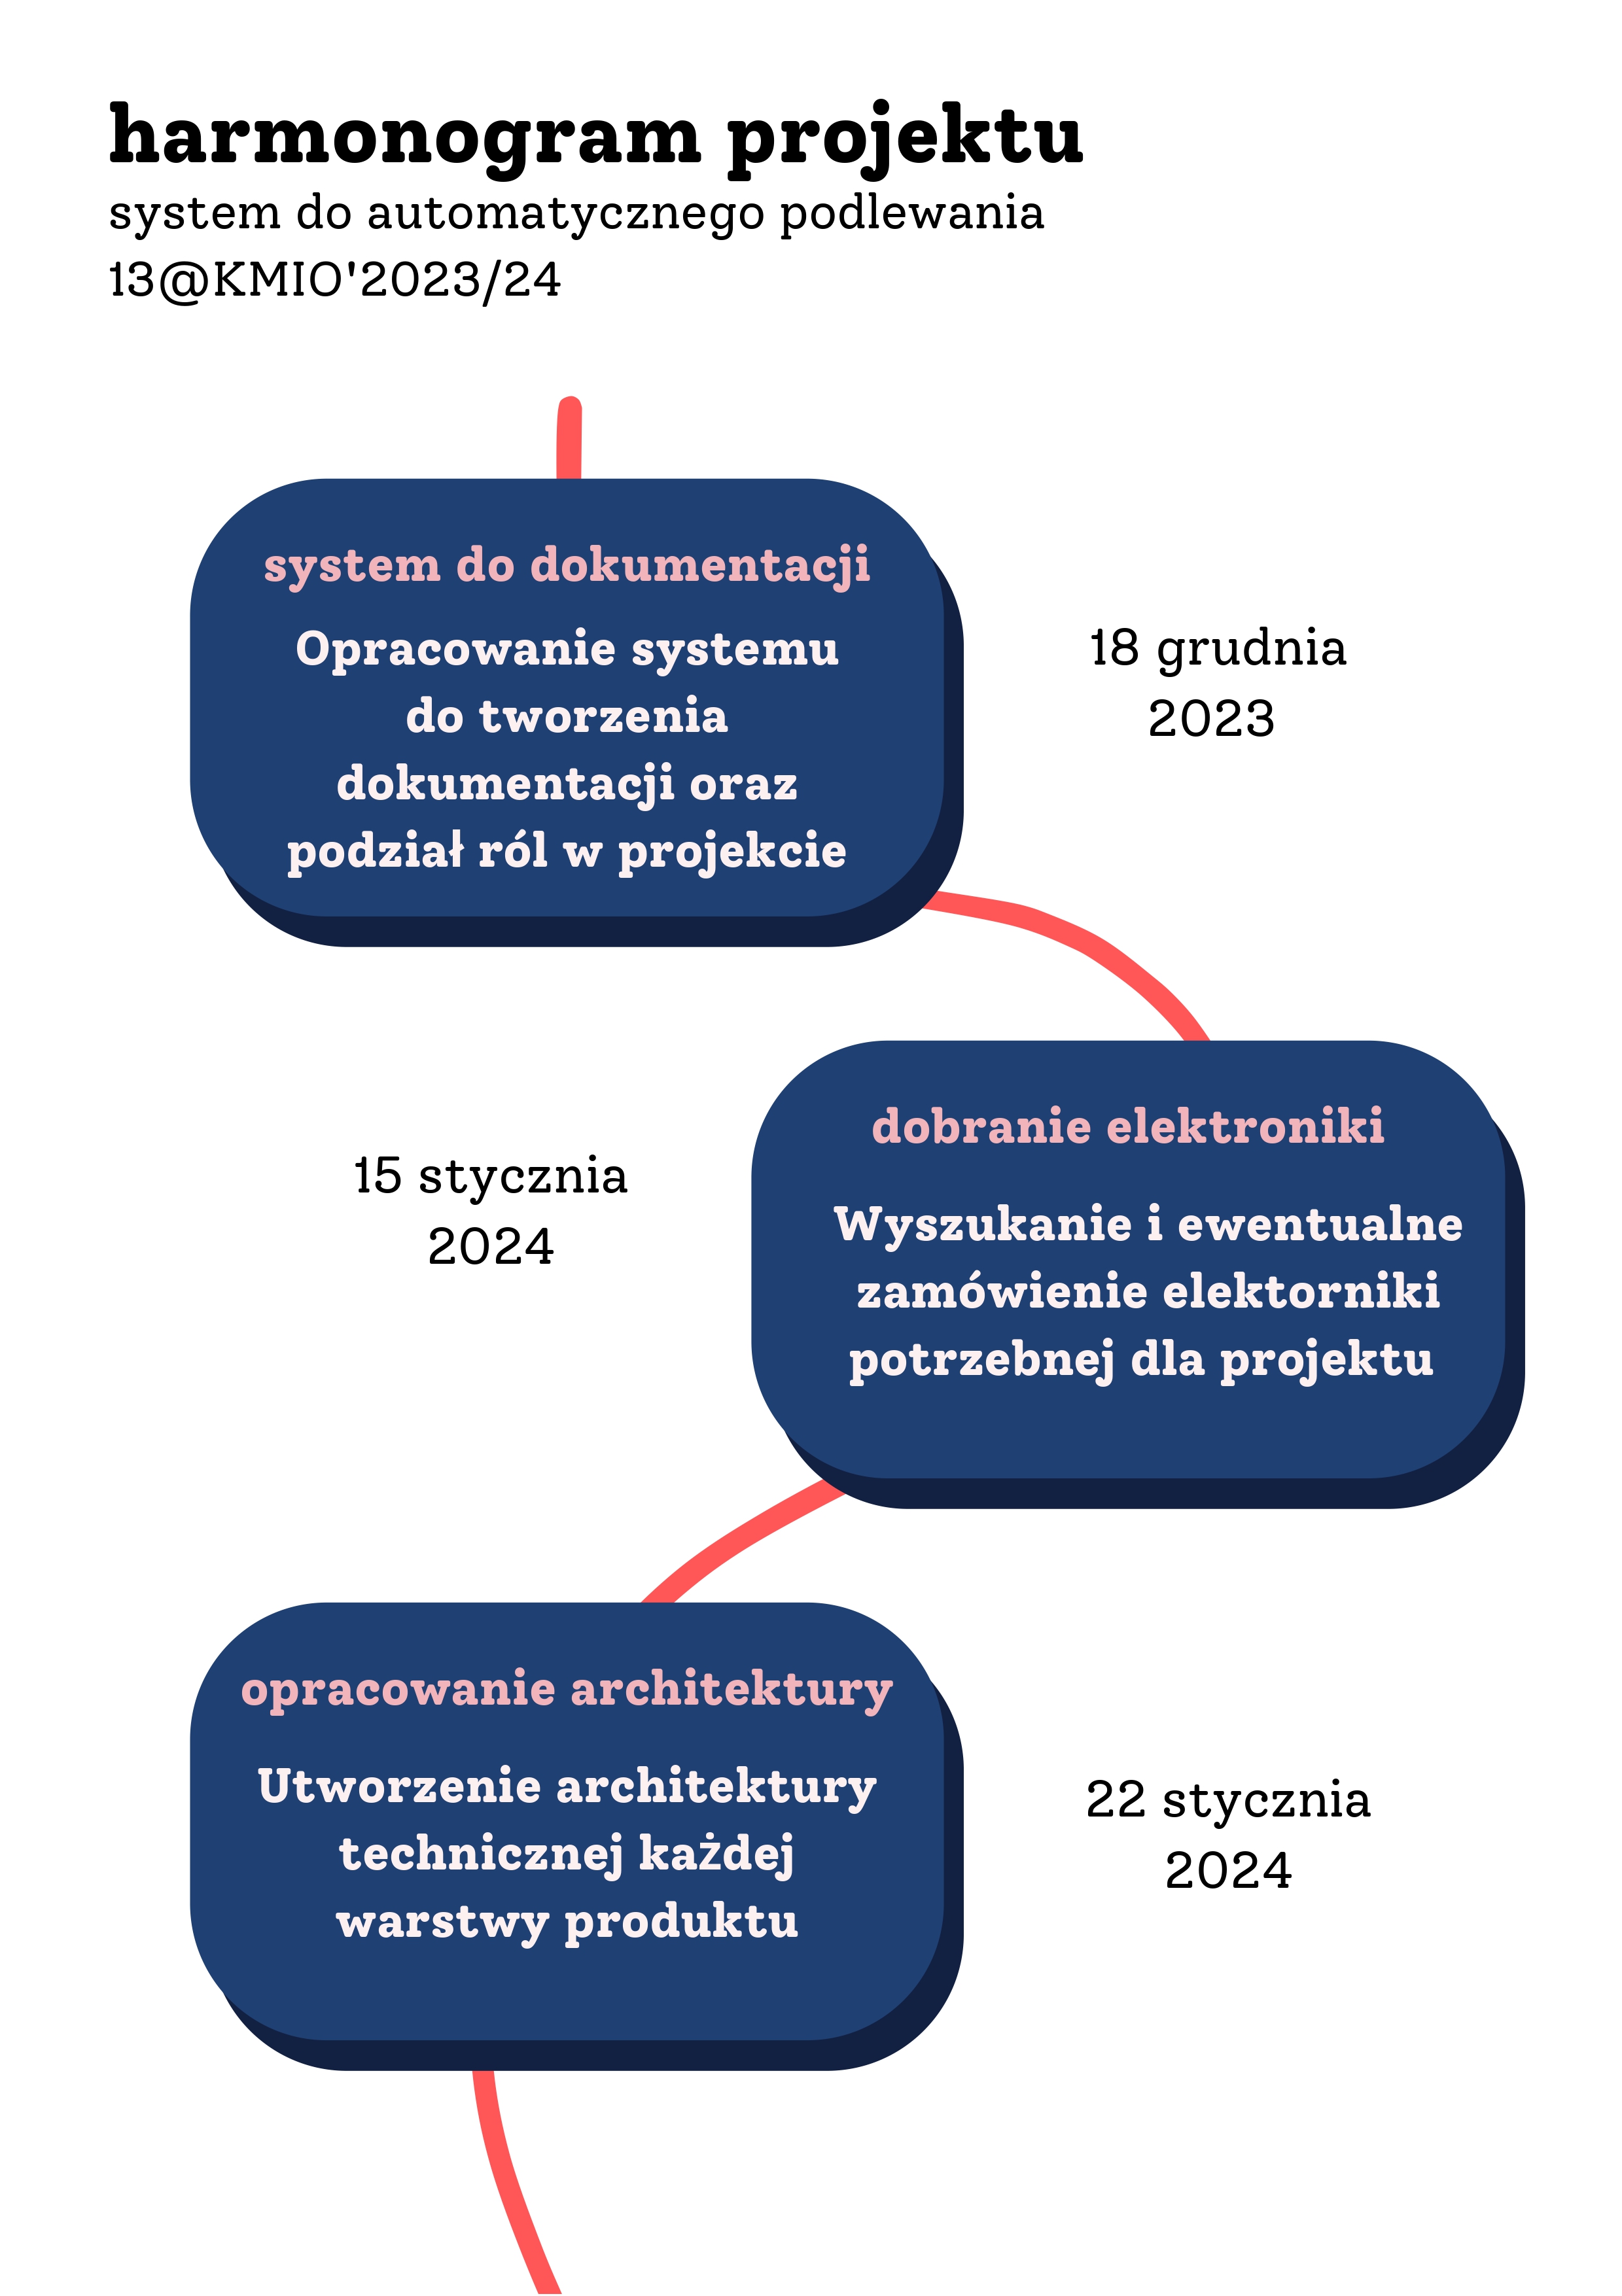 harmonogram projektu
system do automatycznego podlewania
13@KMIO'2023/24
system do dokumentacji
Opracowanie systemu
do tworzenia
dokumentacji oraz
podział ról w projekcie
18 grudnia
2023
dobranie elektroniki
Wyszukanie i ewentualne
zamówienie elektorniki
potrzebnej dla projektu
15 stycznia
2024
opracowanie architektury
Utworzenie architektury
technicznej każdej
warstwy produktu
22 stycznia
2024